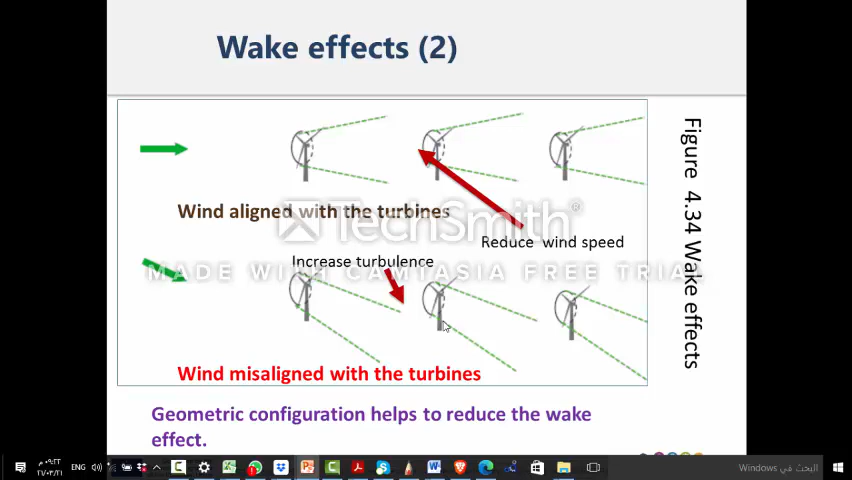 Wake effects (2)
Wind aligned with the turbines
TechSmith®
Reduce wind speed
Increase turbulence
MADE WITH CAMTASIA FREE TRIAL
Wind misaligned with the turbines
Geometric configuration helps to reduce the wake
effect.
Figure 4.34 Wake effects
ENG
البحث في Windows